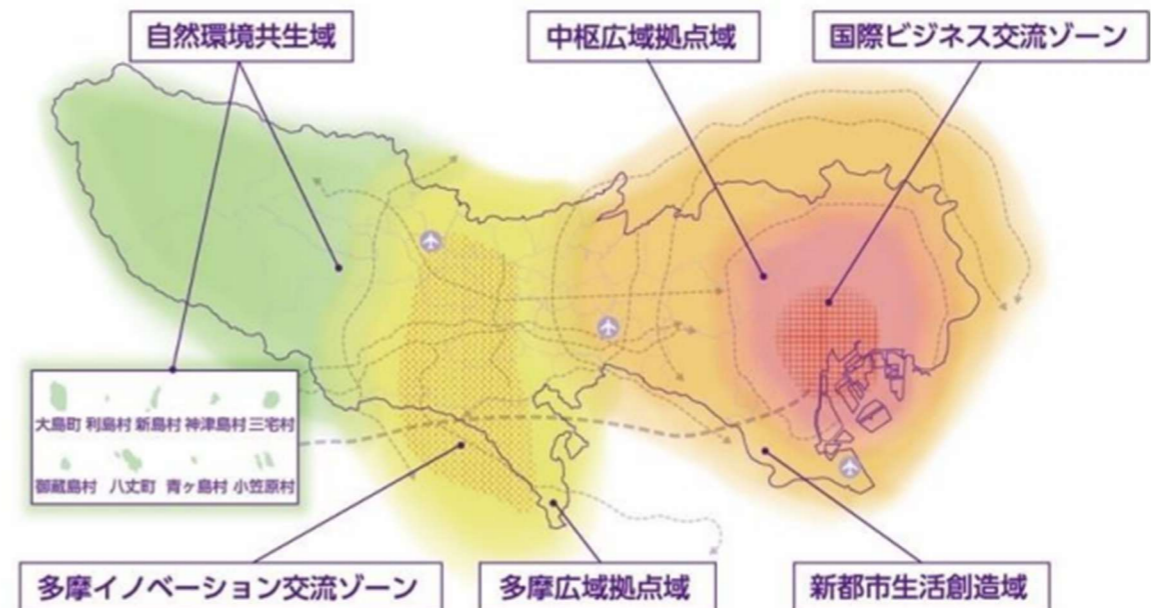 自然環境共生域
中枢広域拠点域
国際ビジネス交流ゾーン
大島町 利島村 新島村 神津島村 三宅村
御蔵島村 八丈町 青ヶ島村 小笠原村
多摩イノベーション交流ゾーン
多摩広域拠点域
新都市生活創造域